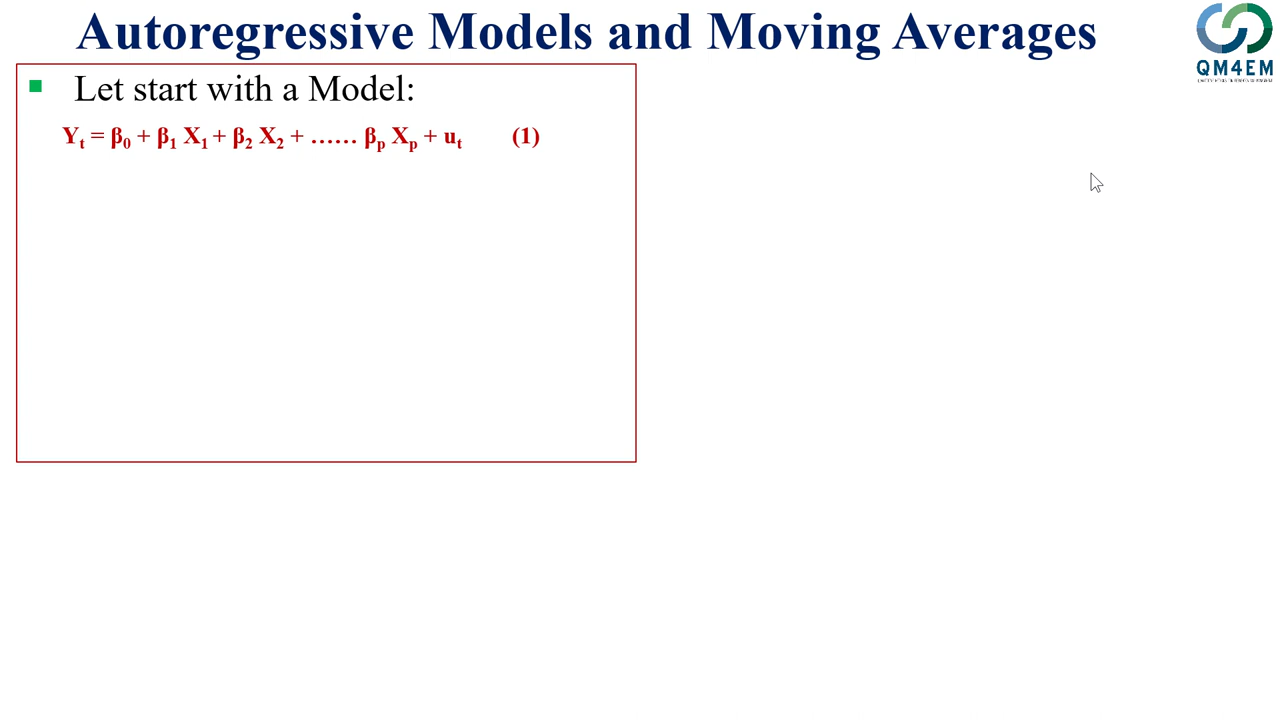 Autoregressive Models and Moving Averages
QM4EM
Let start with a Model:
Yₜ = β₀ + β₁ X₁ + β₂ X₂ + …… βₚ Xₚ + uₜ (1)